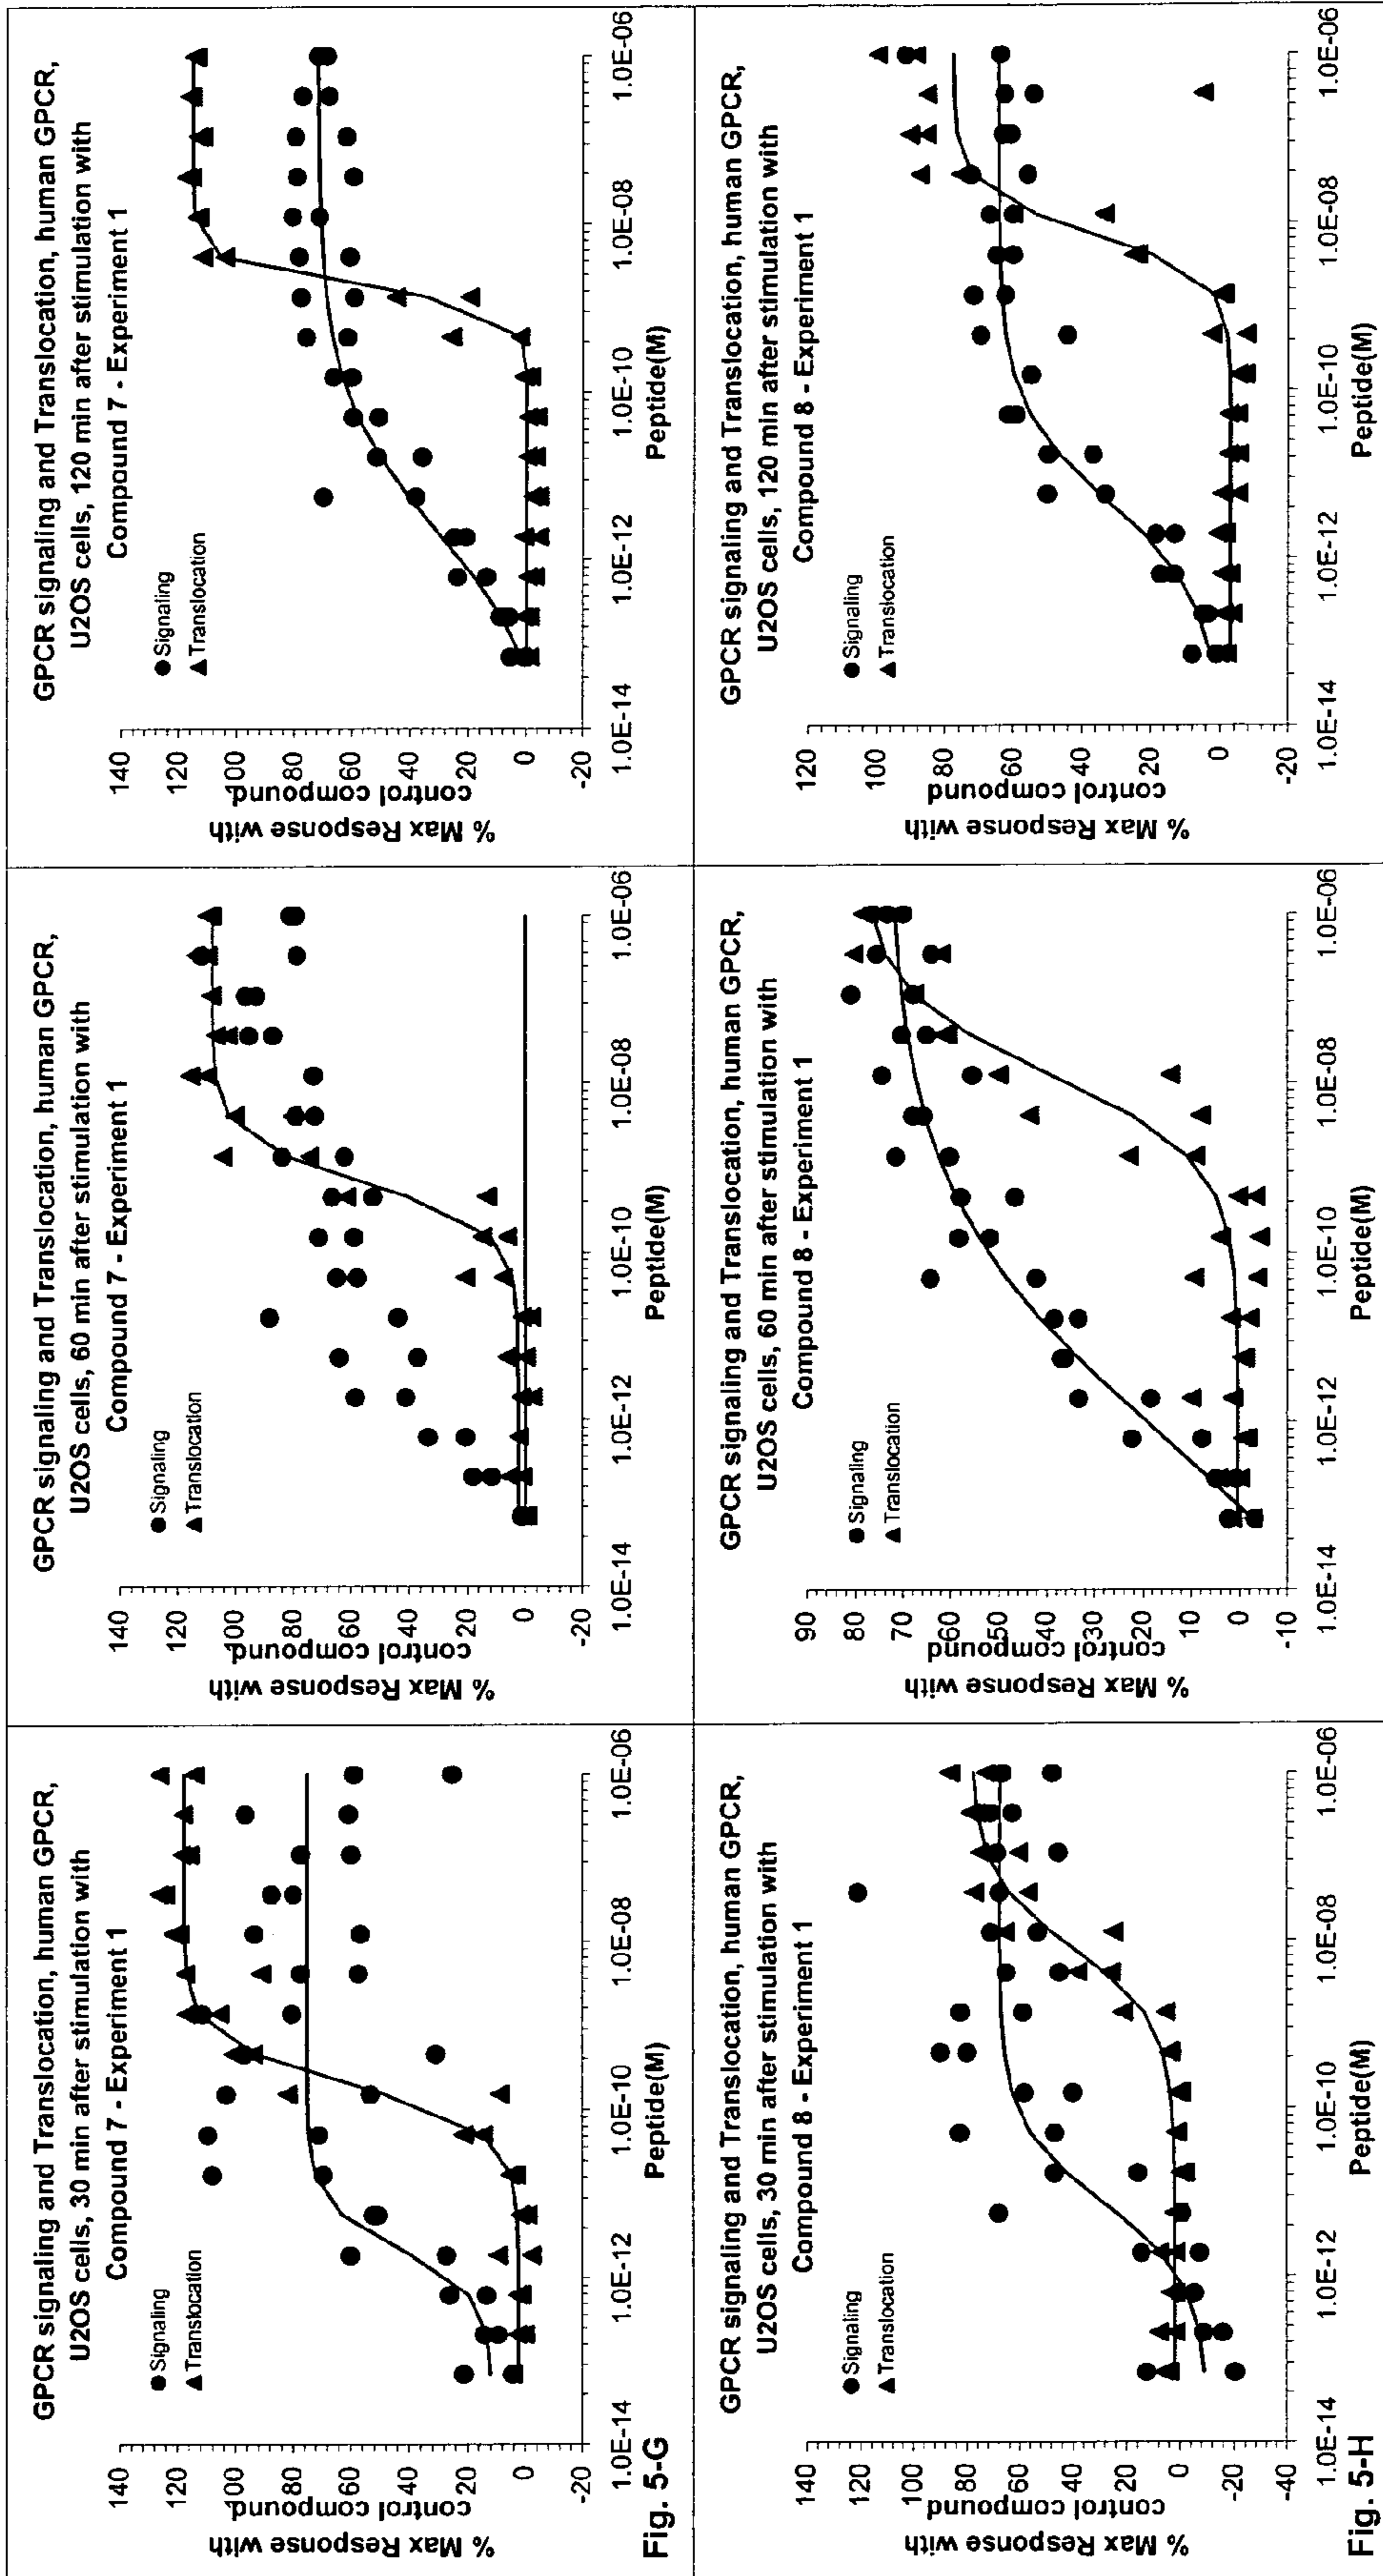 GPCR signaling and Translocation, human GPCR,
U2OS cells, 30 min after stimulation with
Compound 7 - Experiment 1
Signaling
Translocation
% Max Response with
control compound
140
120
100
80
60
40
20
0
-20
1.0E-14
1.0E-12
1.0E-10
1.0E-08
1.0E-06
Peptide(M)
Fig. 5-G
GPCR signaling and Translocation, human GPCR,
U2OS cells, 60 min after stimulation with
Compound 7 - Experiment 1
Signaling
Translocation
% Max Response with
control compound
140
120
100
80
60
40
20
0
-20
1.0E-14
1.0E-12
1.0E-10
1.0E-08
1.0E-06
Peptide(M)
GPCR signaling and Translocation, human GPCR,
U2OS cells, 120 min after stimulation with
Compound 7 - Experiment 1
Signaling
Translocation
% Max Response with
control compound
140
120
100
80
60
40
20
0
-20
1.0E-14
1.0E-12
1.0E-10
1.0E-08
1.0E-06
Peptide(M)
GPCR signaling and Translocation, human GPCR,
U2OS cells, 30 min after stimulation with
Compound 8 - Experiment 1
Signaling
Translocation
% Max Response with
control compound
140
120
100
80
60
40
20
0
-20
-40
1.0E-14
1.0E-12
1.0E-10
1.0E-08
1.0E-06
Peptide(M)
Fig. 5-H
GPCR signaling and Translocation, human GPCR,
U2OS cells, 60 min after stimulation with
Compound 8 - Experiment 1
Signaling
Translocation
% Max Response with
control compound
90
80
70
60
50
40
30
20
10
0
-10
1.0E-14
1.0E-12
1.0E-10
1.0E-08
1.0E-06
Peptide(M)
GPCR signaling and Translocation, human GPCR,
U2OS cells, 120 min after stimulation with
Compound 8 - Experiment 1
Signaling
Translocation
% Max Response with
control compound
120
100
80
60
40
20
0
-20
1.0E-14
1.0E-12
1.0E-10
1.0E-08
1.0E-06
Peptide(M)